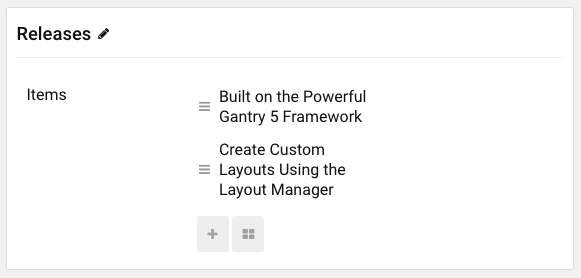 Releases
Items
Built on the Powerful
Gantry 5 Framework
Create Custom
Layouts Using the
Layout Manager